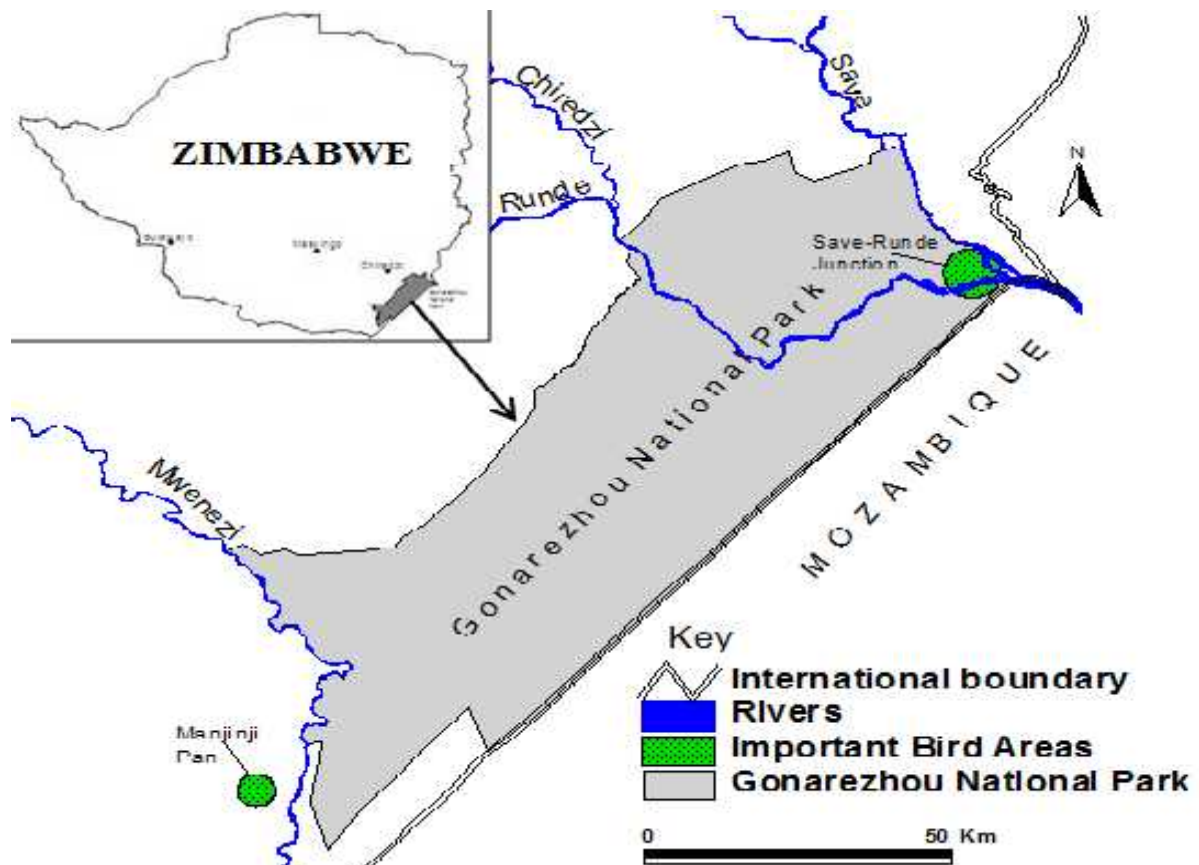 ZIMBABWE
Chiredzi
Runde
Save
N
Save-Runde
Junction
Gonarezhou National Park
MOZAMBIQUE
Mwenezi
Manjinji
Pan
Key
International boundary
Rivers
Important Bird Areas
Gonarezhou National Park
0 50 Km